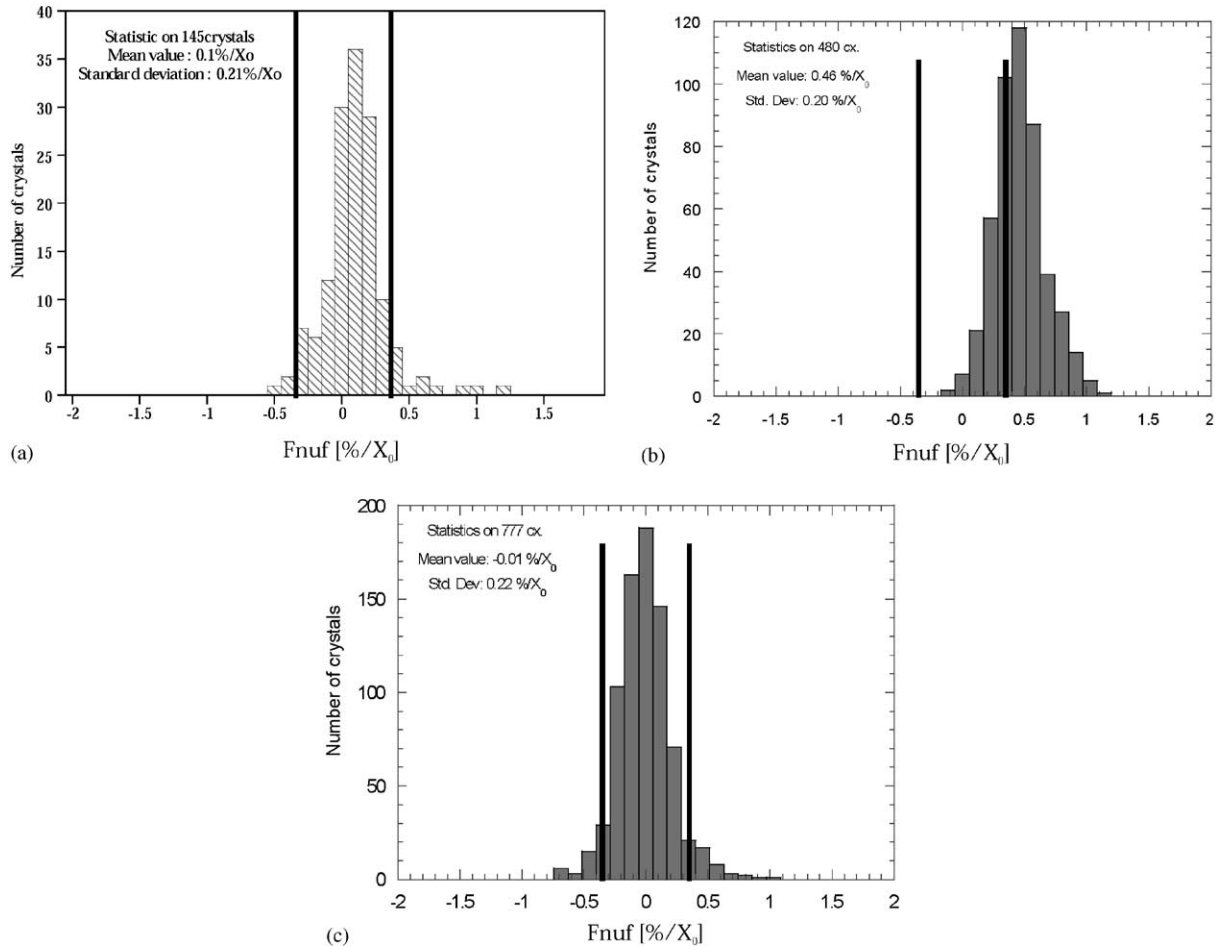 40
35
30
25
20
15
10
5
0
Number of crystals
Statistic on 145crystals
Mean value : 0.1%/Xo
Standard deviation : 0.21%/Xo
-2 -1.5 -1 -0.5 0 0.5 1 1.5
(a)
Fnuf [%/X0]
120
100
80
60
40
20
0
Number of crystals
Statistics on 480 cx.
Mean value: 0.46 %/X0
Std. Dev: 0.20 %/X0
-2 -1.5 -1 -0.5 0 0.5 1 1.5 2
(b)
Fnuf [%/X0]
200
150
100
50
0
Number of crystals
Statistics on 777 cx.
Mean value: -0.01 %/X0
Std. Dev: 0.22 %/X0
-2 -1.5 -1 -0.5 0 0.5 1 1.5 2
(c)
Fnuf [%/X0]